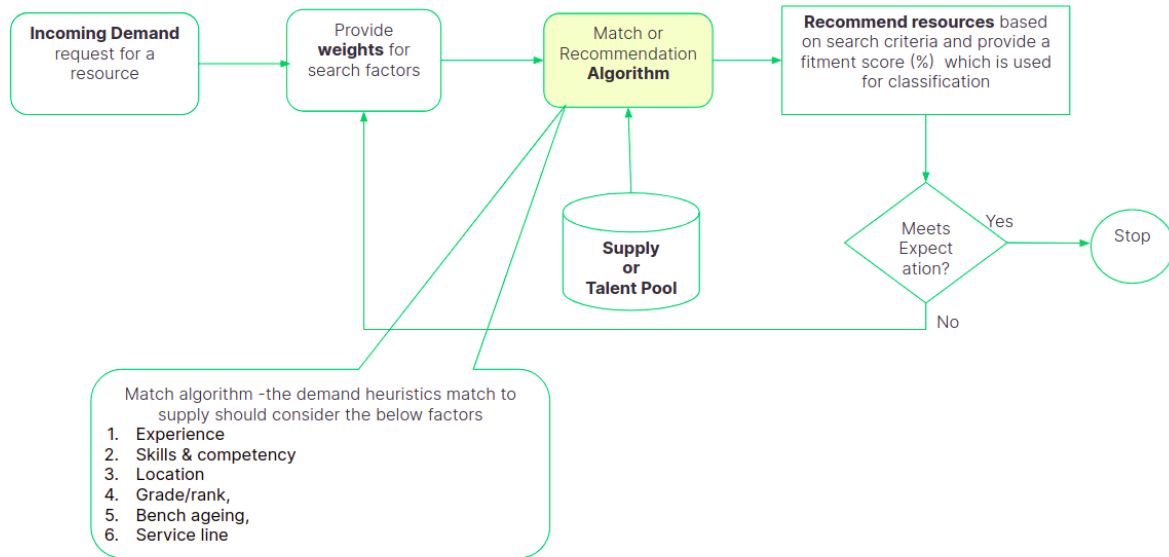 Incoming Demand
request for a
resource
Provide
weights for
search factors
Match or
Recommendation
Algorithm
Recommend resources based
on search criteria and provide a
fitment score (%) which is used
for classification
Supply
or
Talent Pool
Meets
Expect
ation?
Yes
Stop
No
Match algorithm -the demand heuristics match to
supply should consider the below factors
1. Experience
2. Skills & competency
3. Location
4. Grade/rank,
5. Bench ageing,
6. Service line